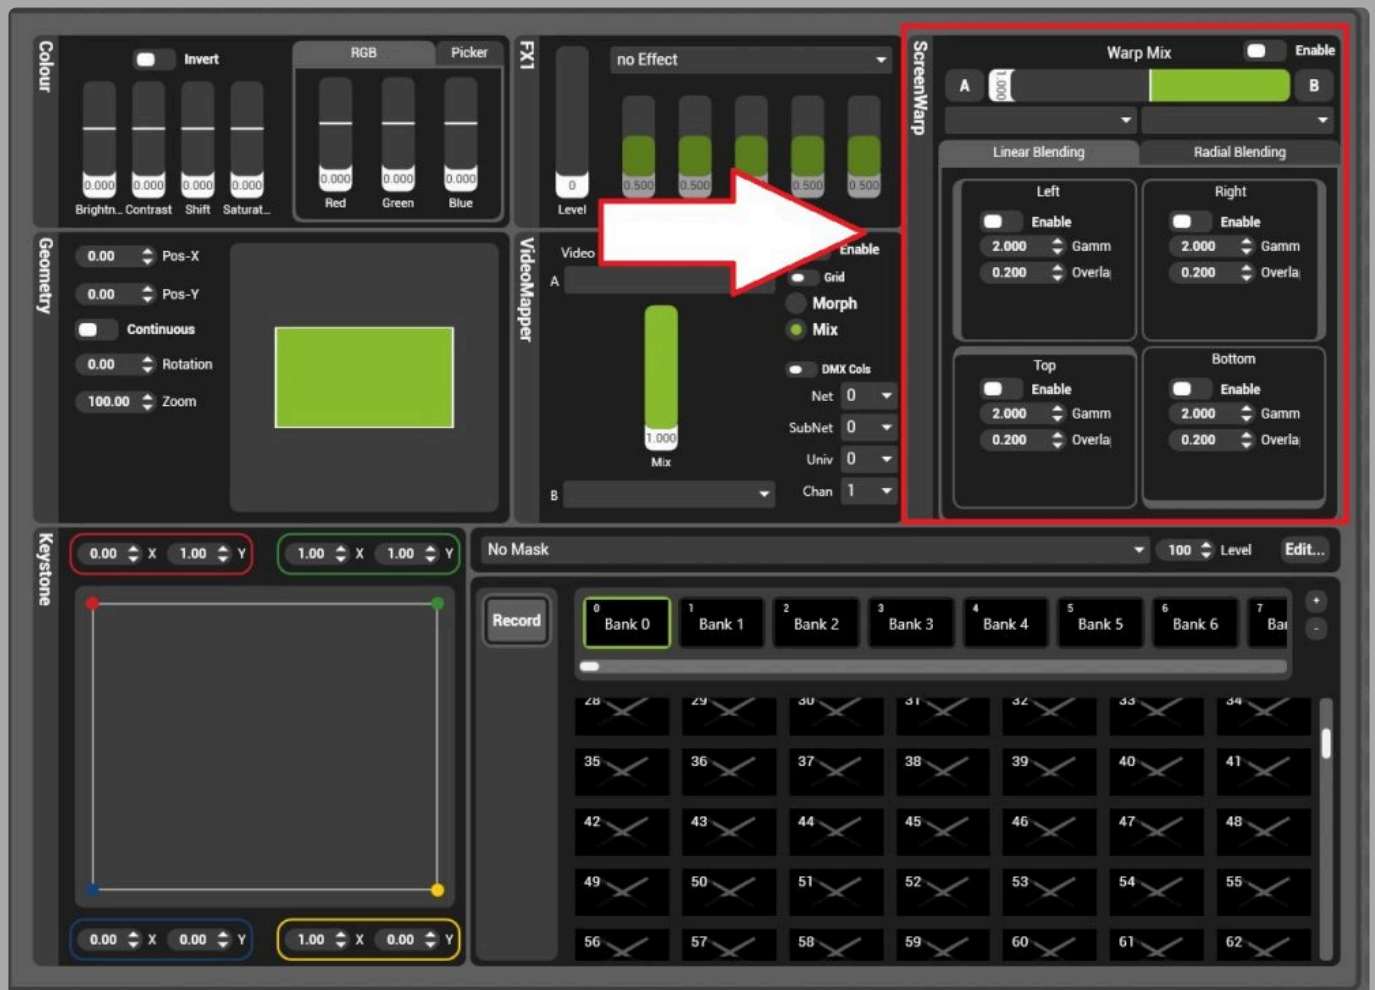 Colour
Invert
0.000 0.000 0.000 0.000
Brightn... Contrast Shift Saturat...
RGB Picker
0.000 0.000 0.000
Red Green Blue
FX1
no Effect
0 0.500 0.500 0.500 0.500
Level
ScreenWarp
Warp Mix Enable
A 1.000 B
Linear Blending Radial Blending
Left
Enable
2.000 Gamm
0.200 Overla
Right
Enable
2.000 Gamm
0.200 Overla
Top
Enable
2.000 Gamm
0.200 Overla
Bottom
Enable
2.000 Gamm
0.200 Overla
Geometry
0.00 Pos-X
0.00 Pos-Y
Continuous
0.00 Rotation
100.00 Zoom
VideoMapper
Video
Enable
A
Grid
Morph
Mix
DMX Cols
Net 0
SubNet 0
Univ 0
Chan 1
1.000
Mix
B
Keystone
0.00 X 1.00 Y
1.00 X 1.00 Y
0.00 X 0.00 Y
1.00 X 0.00 Y
No Mask 100 Level Edit...
Record
0 1 2 3 4 5 6 7
Bank 0 Bank 1 Bank 2 Bank 3 Bank 4 Bank 5 Bank 6 Bai
+
-
28 29 30 31 32 33 34
35 36 37 38 39 40 41
42 43 44 45 46 47 48
49 50 51 52 53 54 55
56 57 58 59 60 61 62